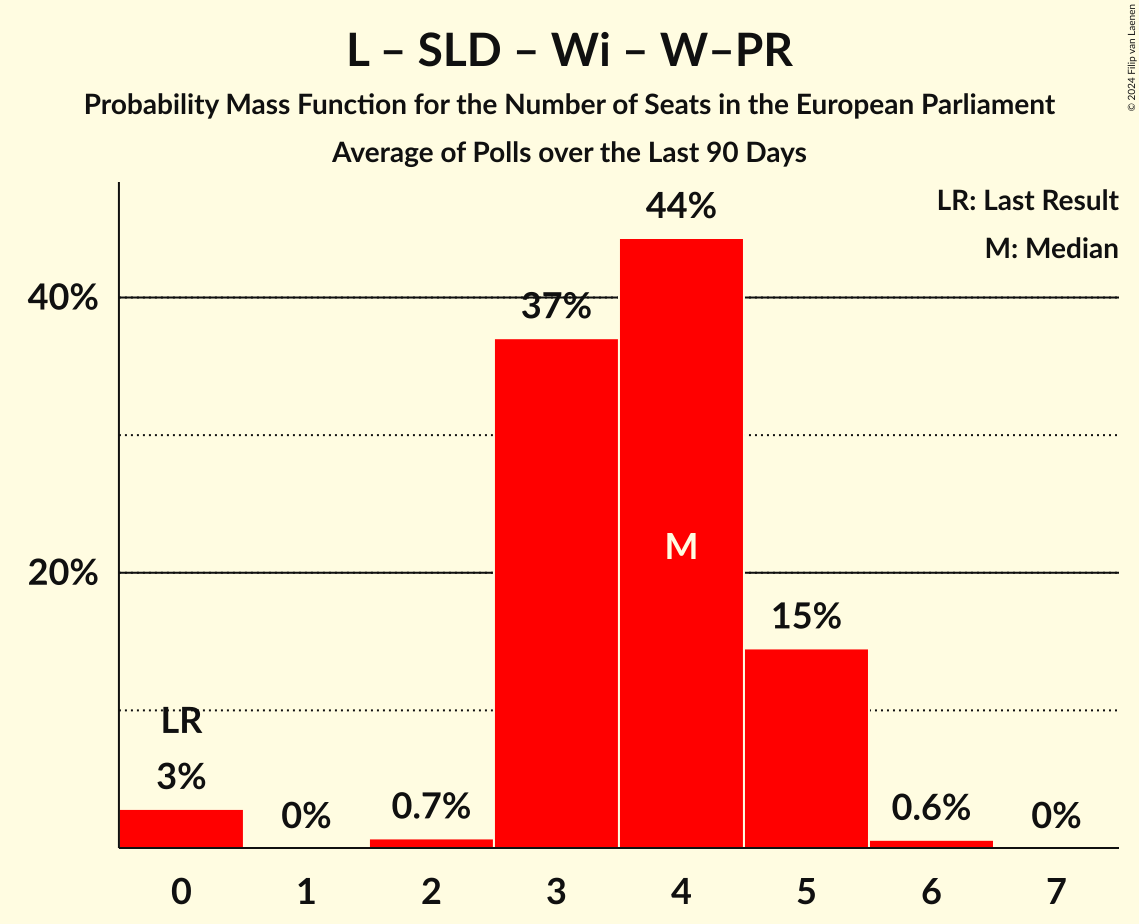 L – SLD – Wi – W–PR
Probability Mass Function for the Number of Seats in the European Parliament
Average of Polls over the Last 90 Days
© 2024 Filip van Laenen
LR: Last Result
M: Median
44%
40%
37%
M
20%
15%
LR
3%
0%
0.7%
0.6%
0%
0 1 2 3 4 5 6 7